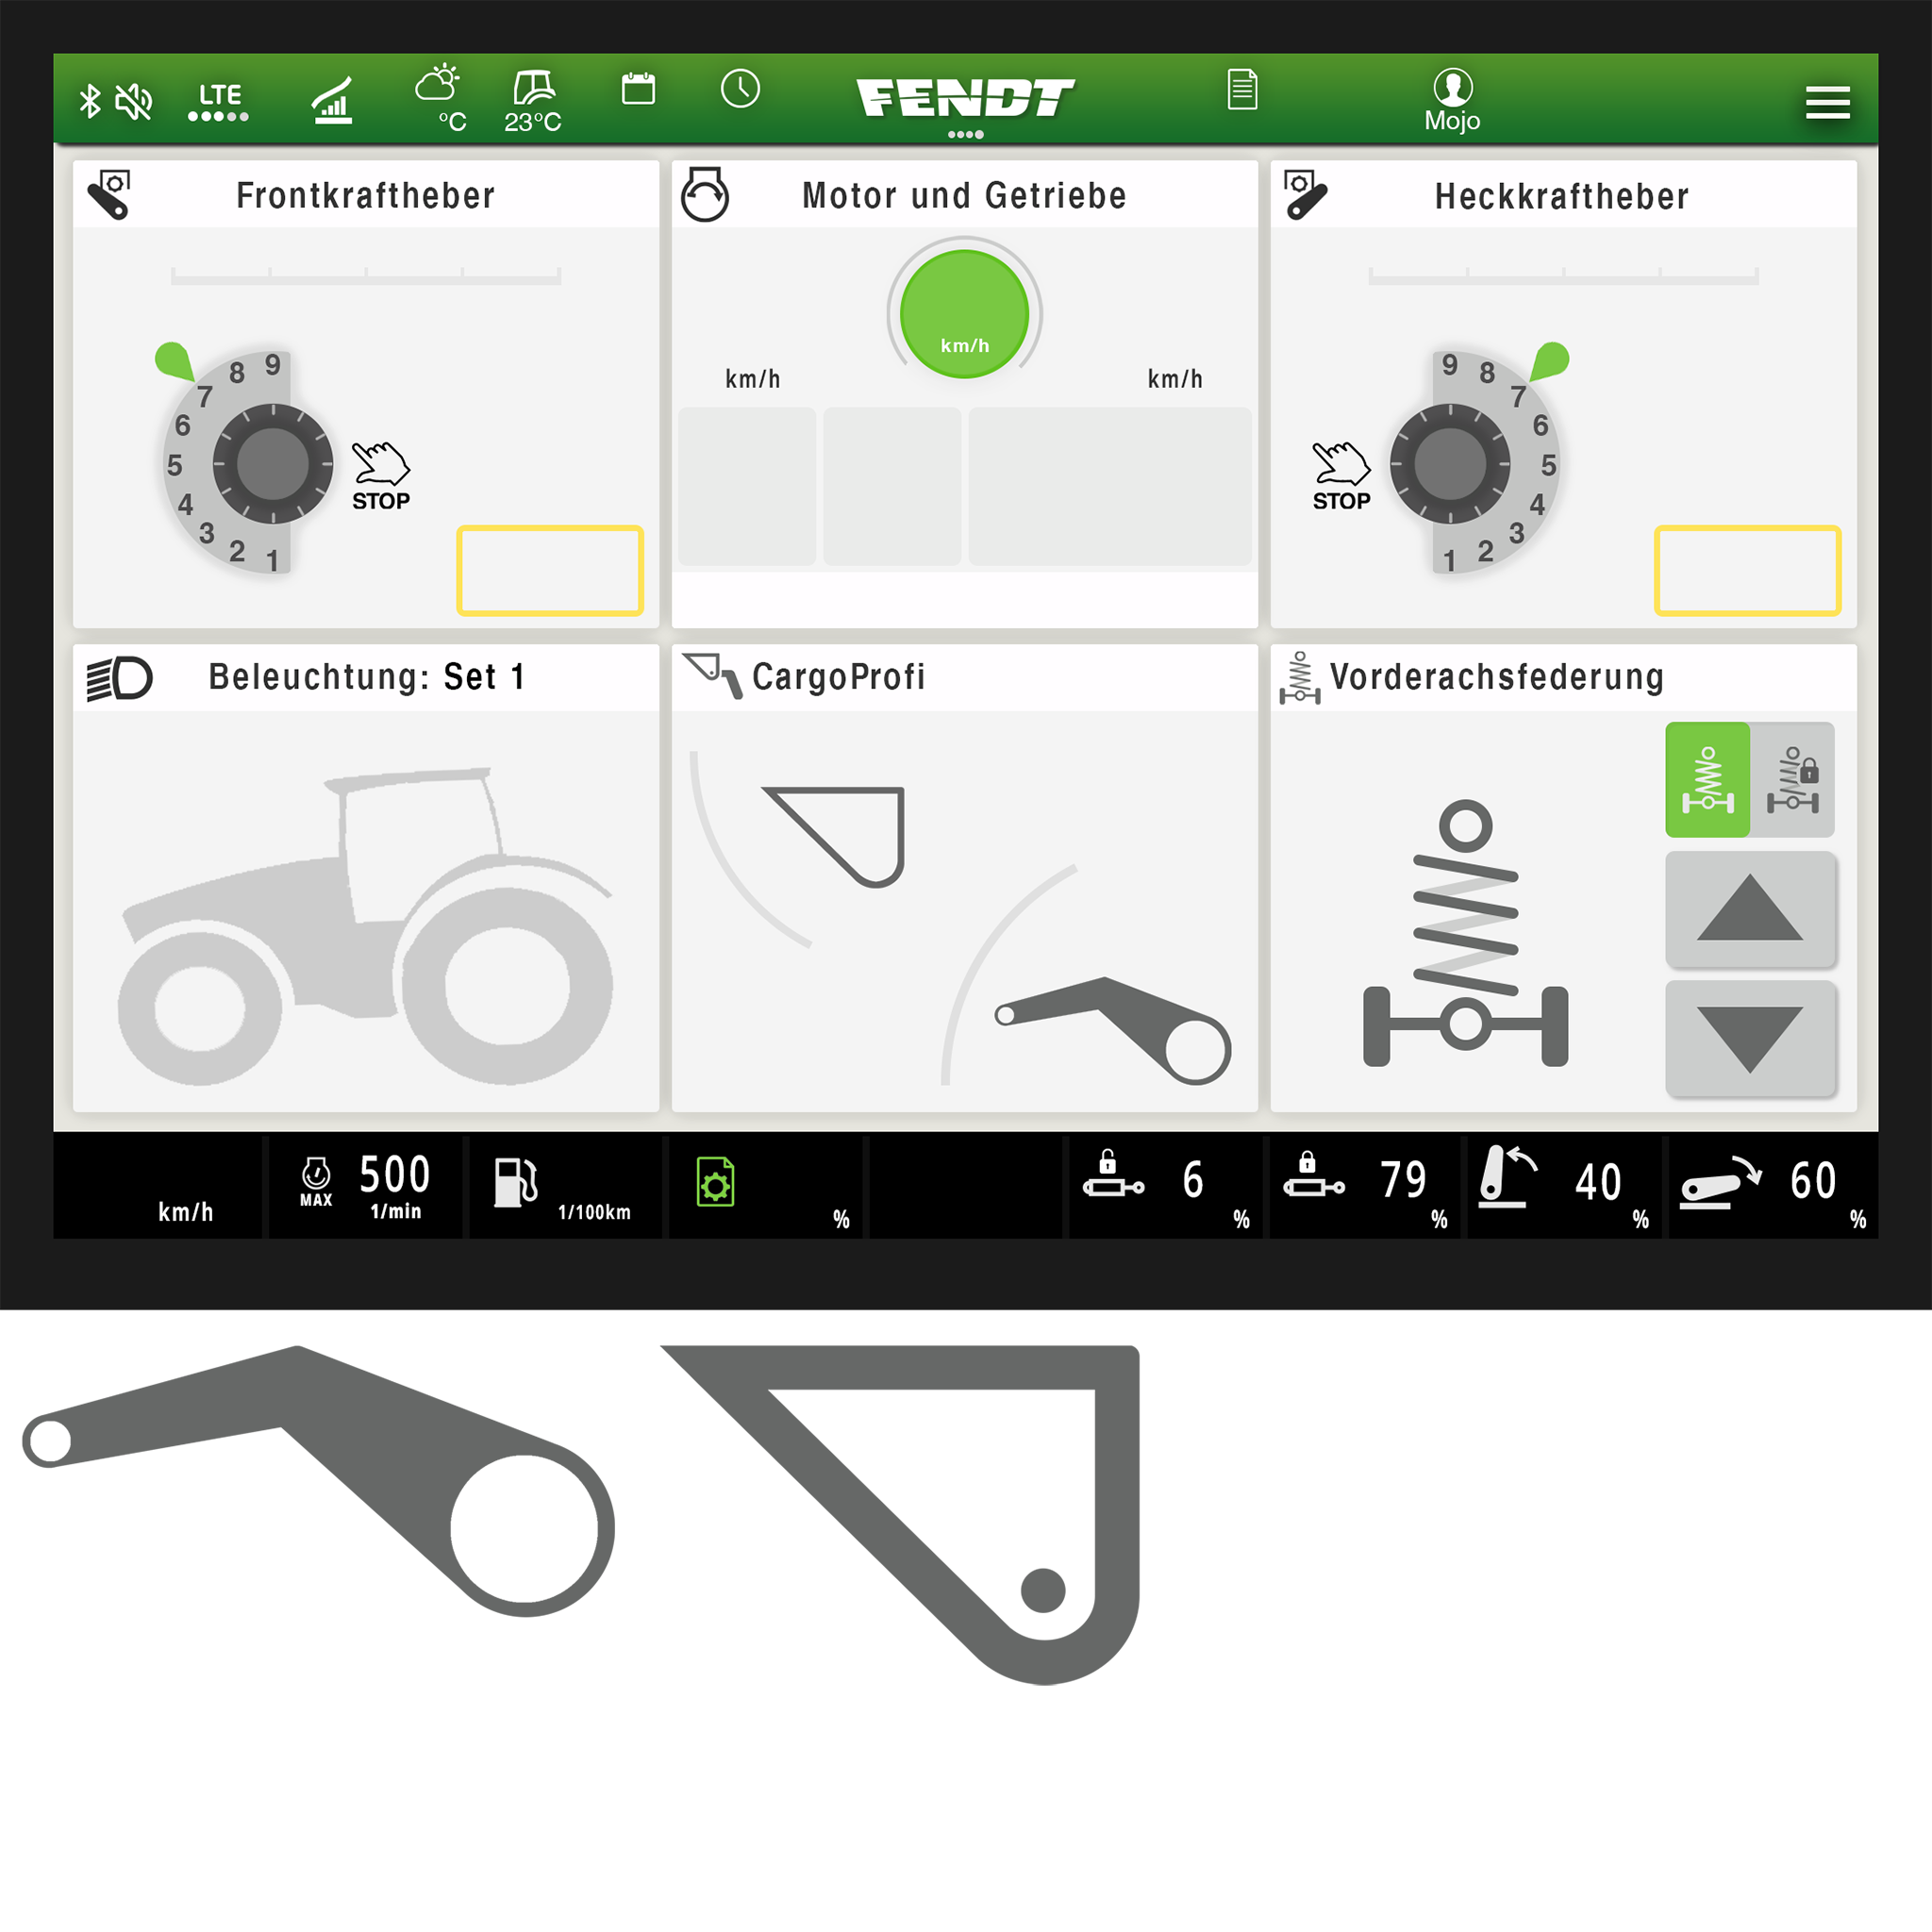 LTE
°C
23°C
FENDT
Mojo
Frontkraftheber
9
8
7
6
5
4
3
2
1
STOP
Motor und Getriebe
km/h
km/h
km/h
Heckkraftheber
9
8
7
6
5
4
3
2
1
STOP
Beleuchtung: Set 1
CargoProfi
Vorderachsfederung
km/h
MAX
500
1/min
1/100km
%
6
%
79
%
40
%
60
%